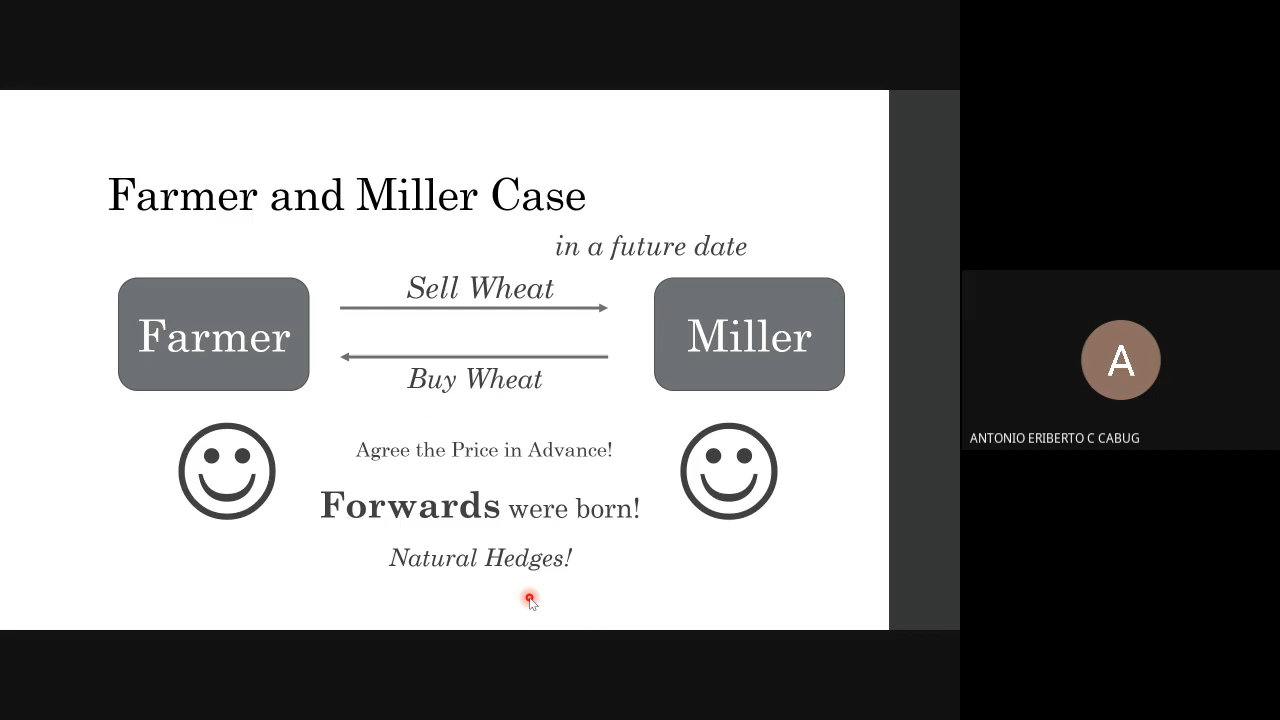 Farmer and Miller Case
in a future date
Sell Wheat
Farmer
Miller
Buy Wheat
Agree the Price in Advance!
Forwards were born!
Natural Hedges!
A
ANTONIO ERIBERTO C CABUG